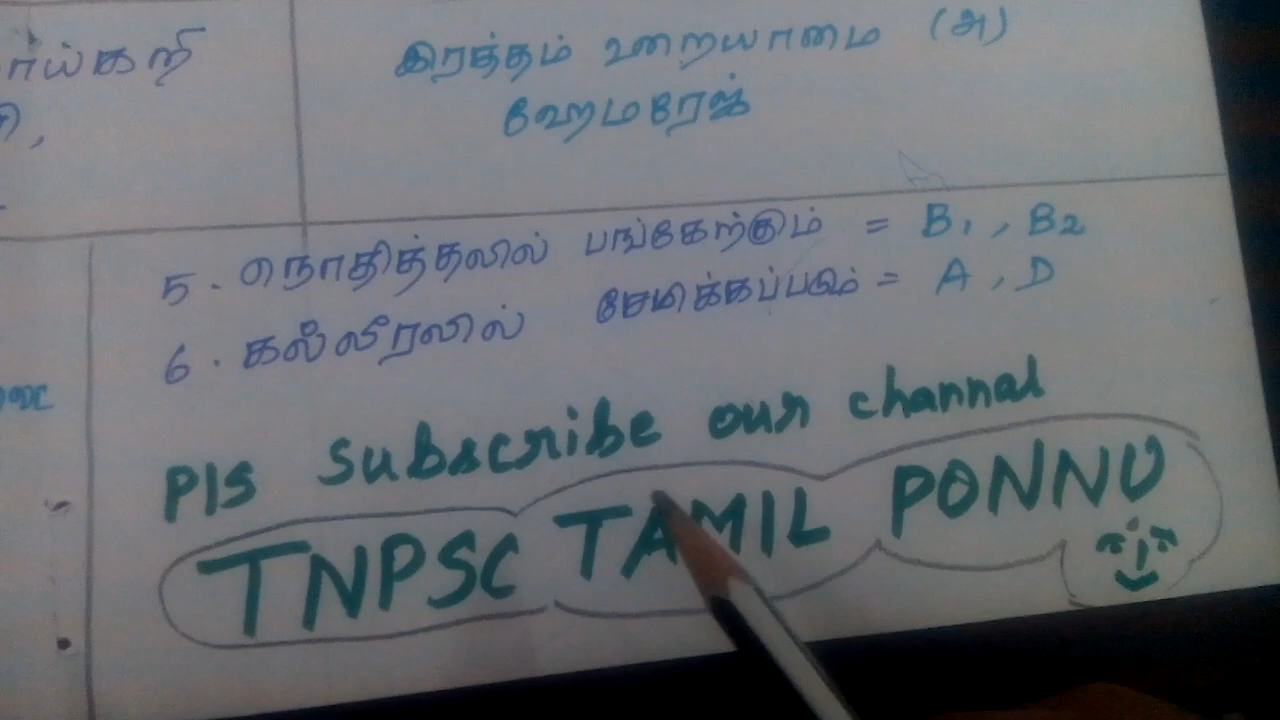 இரத்தம் உறையாமை (அ)
ஹேமரேஜ்
5. நொதித்தலில் பங்கேற்கும் = B1, B2
6. கல்லீரலில் சேமிக்கப்படும் = A, D
Pls subscribe our channal
TNPSC TAMIL PONNU